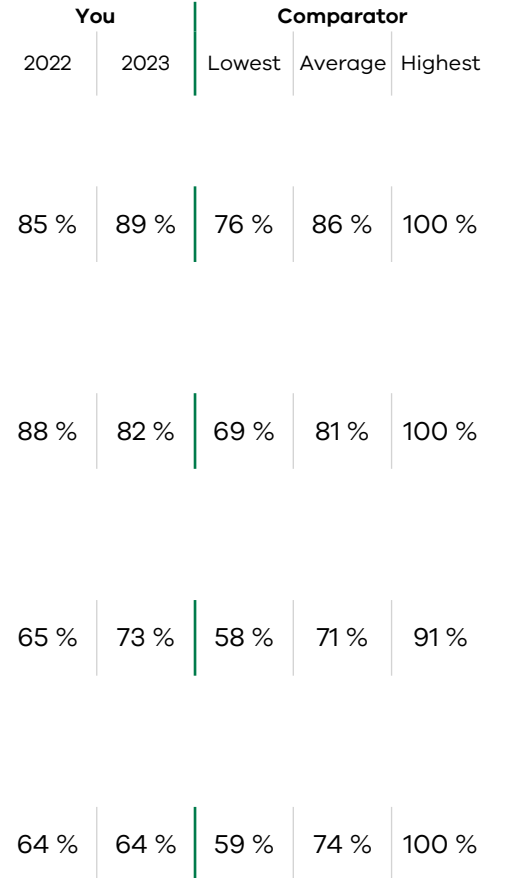 You Comparator
2022 2023 Lowest Average Highest
85 % 89 % 76 % 86 % 100 %
88 % 82 % 69 % 81 % 100 %
65 % 73 % 58 % 71 % 91 %
64 % 64 % 59 % 74 % 100 %